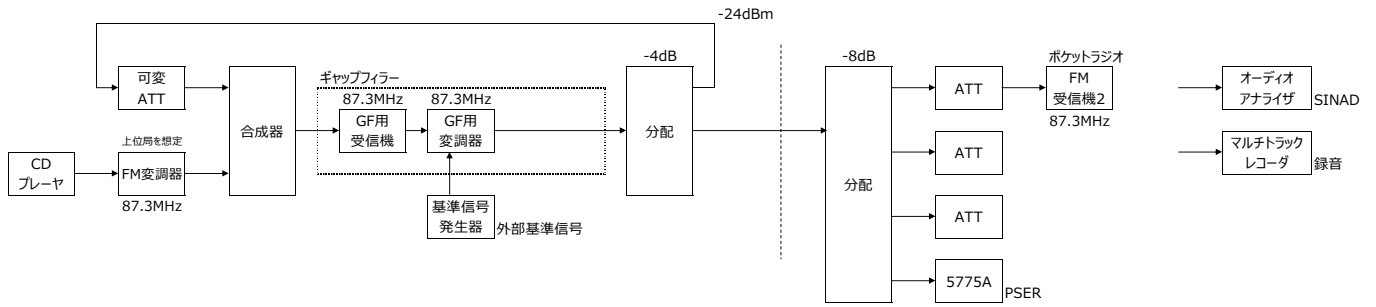 -24dBm
-4dB
-8dB
ポケットラジオ
可変
ATT
ギャップフィラー
87.3MHz
87.3MHz
ATT
FM
受信機2
87.3MHz
オーディオ
アナライザ
SINAD
合成器
GF用
受信機
GF用
変調器
分配
上位局を想定
ATT
マルチトラック
レコーダ
録音
CD
プレーヤ
FM変調器
87.3MHz
分配
基準信号
発生器
外部基準信号
ATT
5775A
PSER